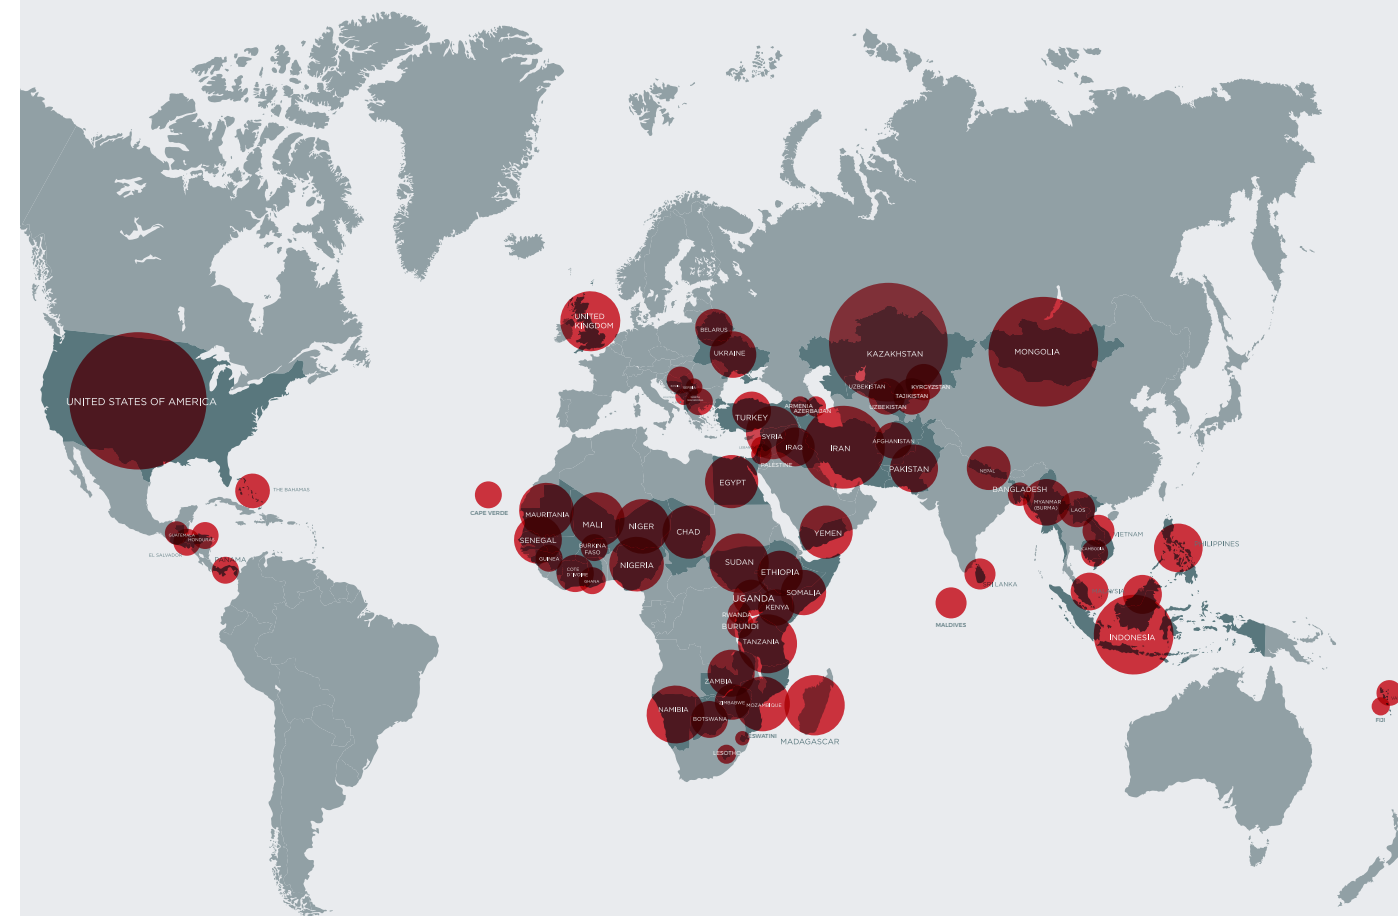 UNITED
KINGDOM
BELARUS
UKRAINE
KAZAKHSTAN
MONGOLIA
UZBEKISTAN
KYRGYZSTAN
TAJIKISTAN
UZBEKISTAN
UNITED STATES OF AMERICA
ARMENIA
AZERBAIJAN
TURKEY
SYRIA
IRAQ
IRAN
AFGHANISTAN
PALESTINE
PAKISTAN
NEPAL
EGYPT
THE BAHAMAS
CAPE VERDE
BANGLADESH
MYANMAR
(BURMA)
LAOS
MAURITANIA
MALI
NIGER
CHAD
YEMEN
GUATEMALA
HONDURAS
EL SALVADOR
PANAMA
SENEGAL
BURKINA
FASO
GUINEA
COTE
D'IVOIRE
GHANA
NIGERIA
SUDAN
ETHIOPIA
SOMALIA
VIETNAM
CAMBODIA
PHILIPPINES
SRI LANKA
MALAYSIA
MALDIVES
UGANDA
KENYA
RWANDA
BURUNDI
TANZANIA
INDONESIA
ZAMBIA
ZIMBABWE
MOZAMBIQUE
NAMIBIA
BOTSWANA
ESWATINI
MADAGASCAR
LESOTHO
FIJI